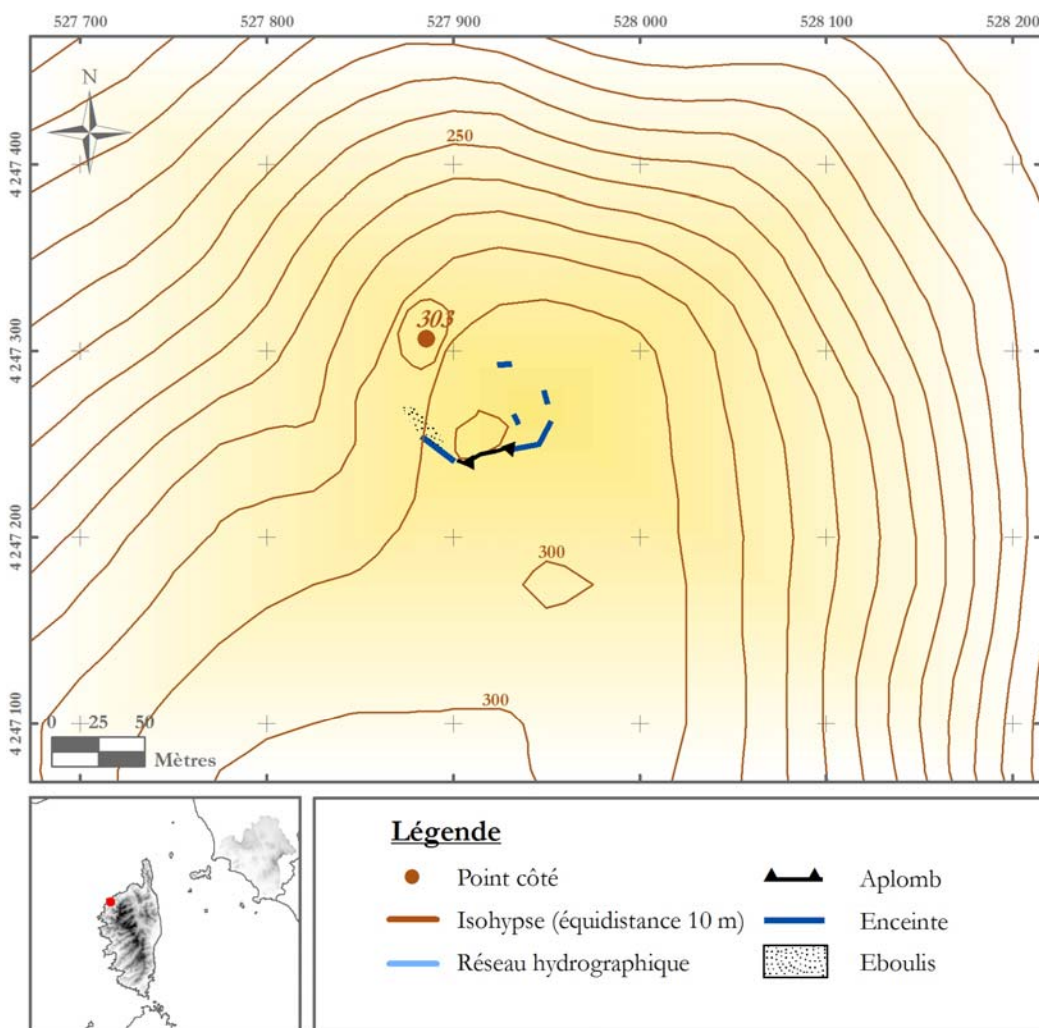 527 700 527 800 527 900 528 000 528 100 528 200
N
4 247 400
4 247 300
4 247 200
4 247 100
250
303
300
300
0 25 50
Mètres
Légende
Point côté
Isohypse (équidistance 10 m)
Réseau hydrographique
Aplomb
Enceinte
Eboulis